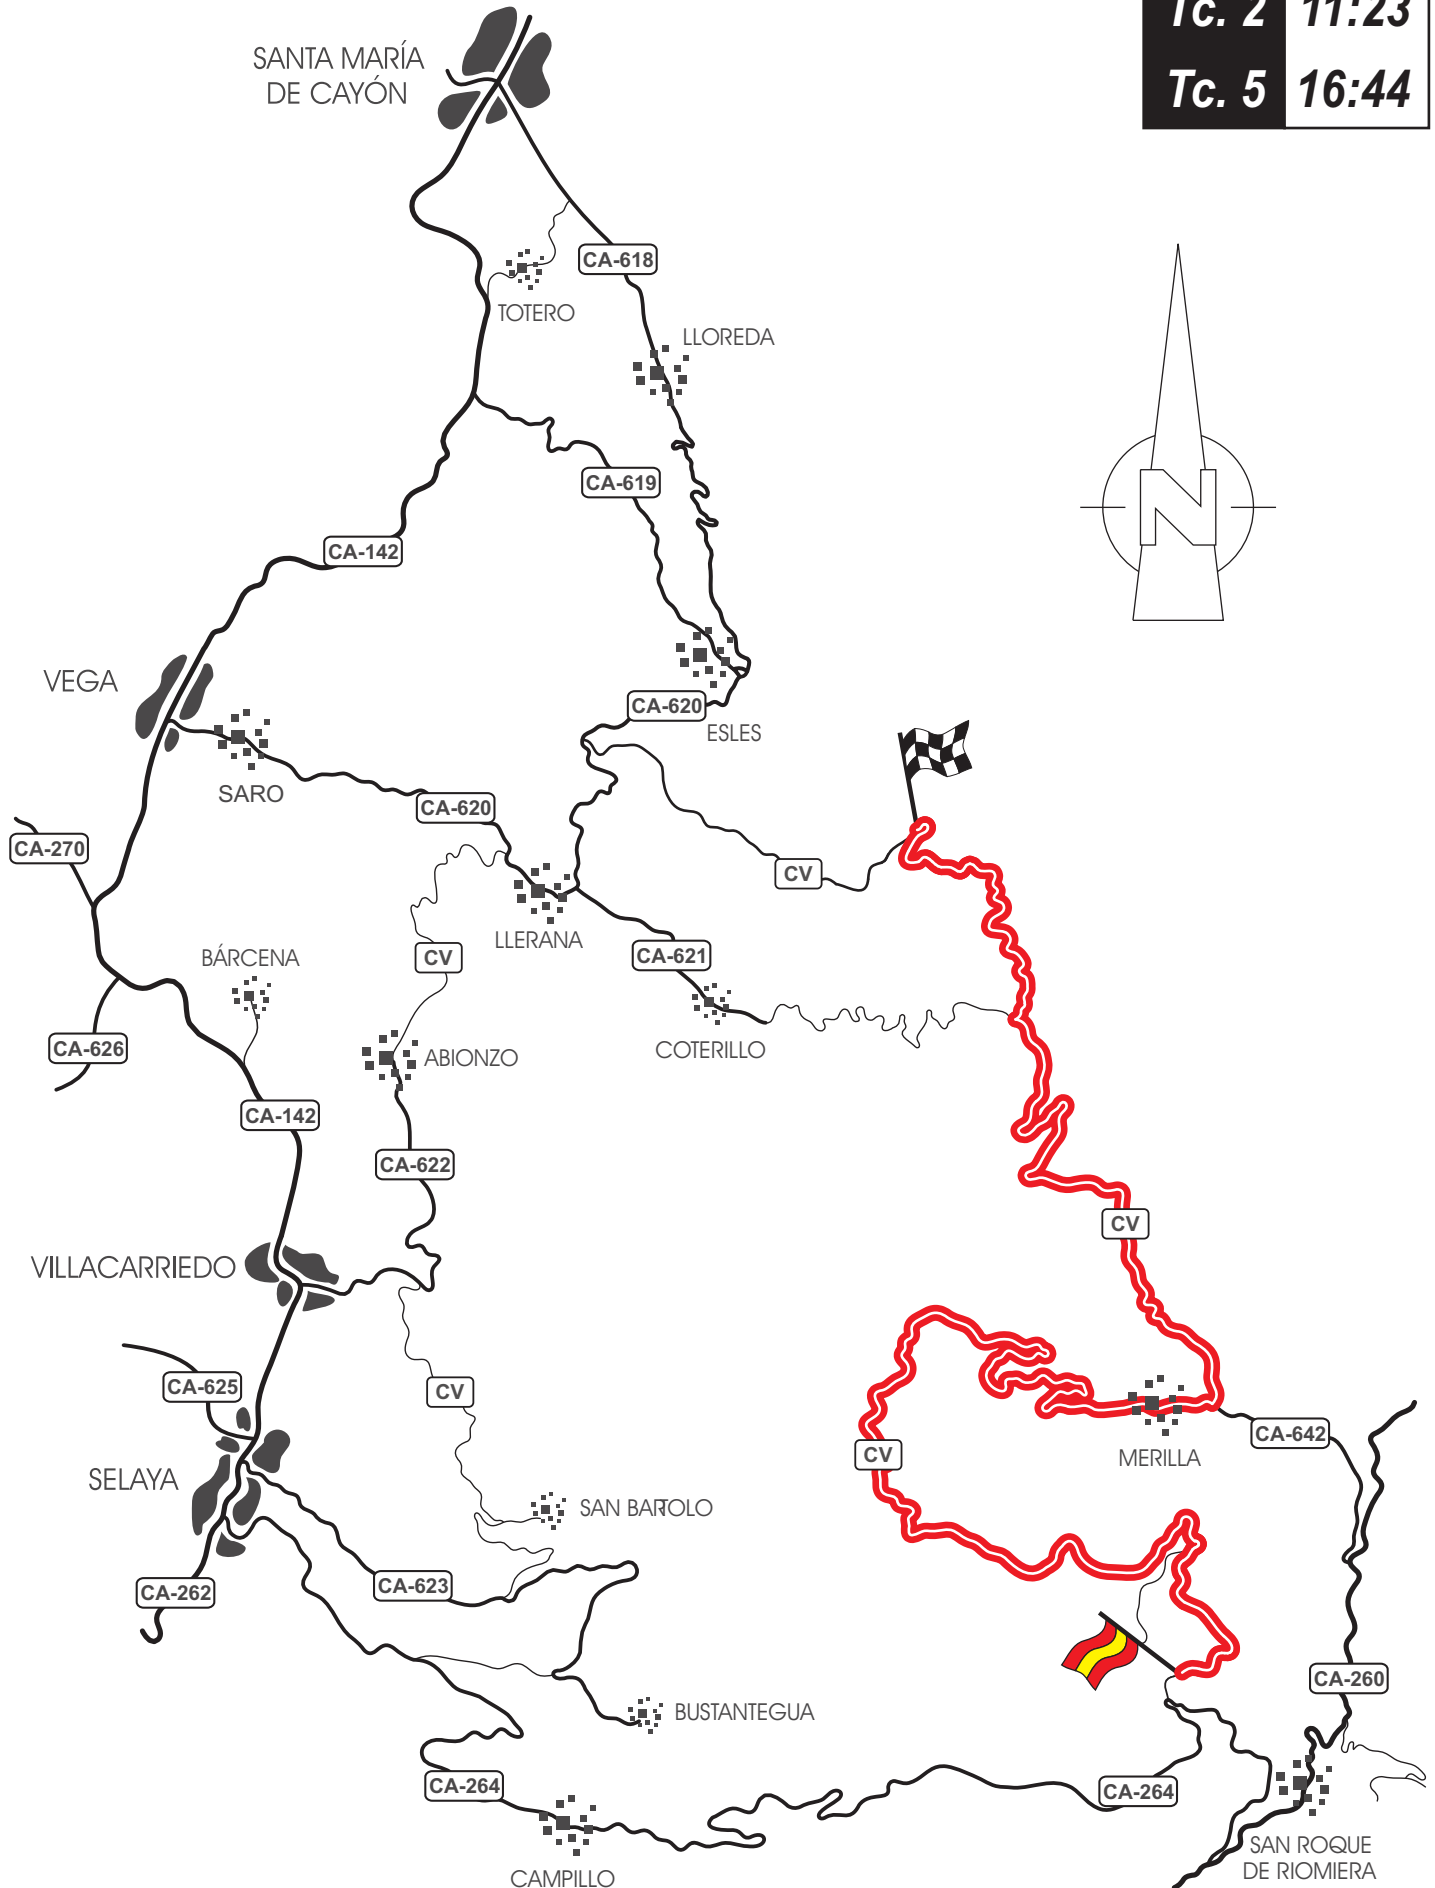 Tc. 2 11:23
Tc. 5 16:44
SANTA MARÍA
DE CAYÓN
CA-618
TOTERO
LLOREDA
CA-619
N
CA-142
VEGA
CA-620
ESLES
SARO
CA-620
CA-270
CV
LLERANA
CV
CA-621
BÁRCENA
CA-626
ABIONZO
COTERILLO
CA-142
CA-622
CV
VILLACARRIEDO
CA-625
CV
CA-642
CV
MERILLA
SELAYA
SAN BARTOLO
CA-262
CA-623
CA-260
BUSTANTEGUA
CA-264
CA-264
SAN ROQUE
DE RIOMIERA
CAMPILLO